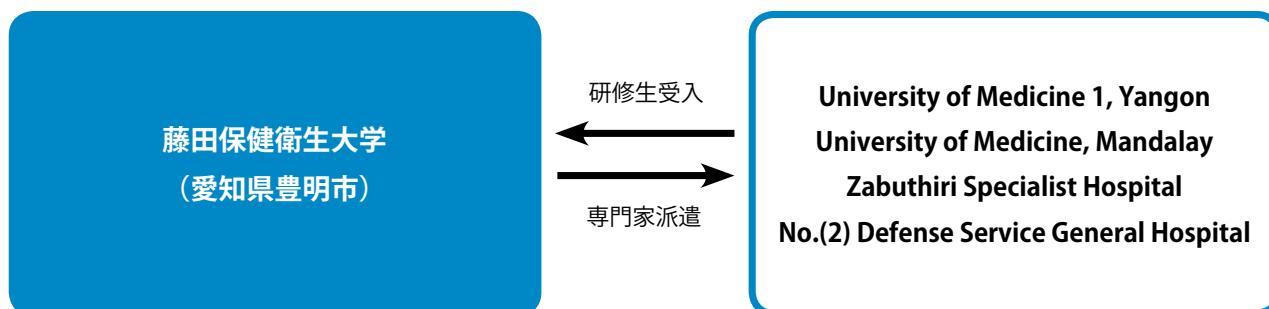 藤田保健衛生大学
（愛知県豊明市）
研修生受入
専門家派遣
University of Medicine 1, Yangon
University of Medicine, Mandalay
Zabuthiri Specialist Hospital
No.(2) Defense Service General Hospital